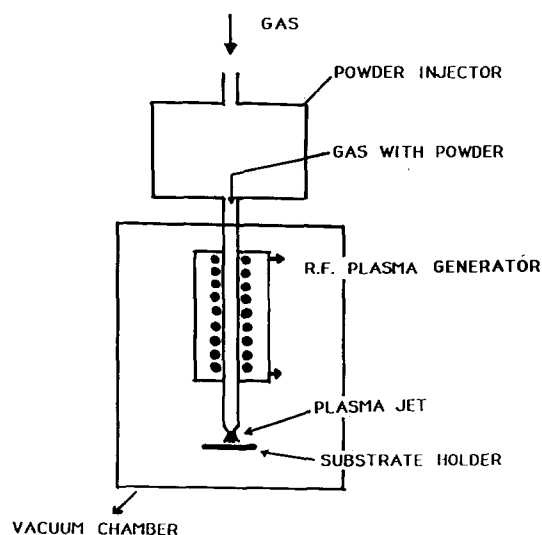 GAS
POWDER INJECTOR
GAS WITH POWDER
R.F. PLASMA GENERATOR
PLASMA JET
SUBSTRATE HOLDER
VACUUM CHAMBER